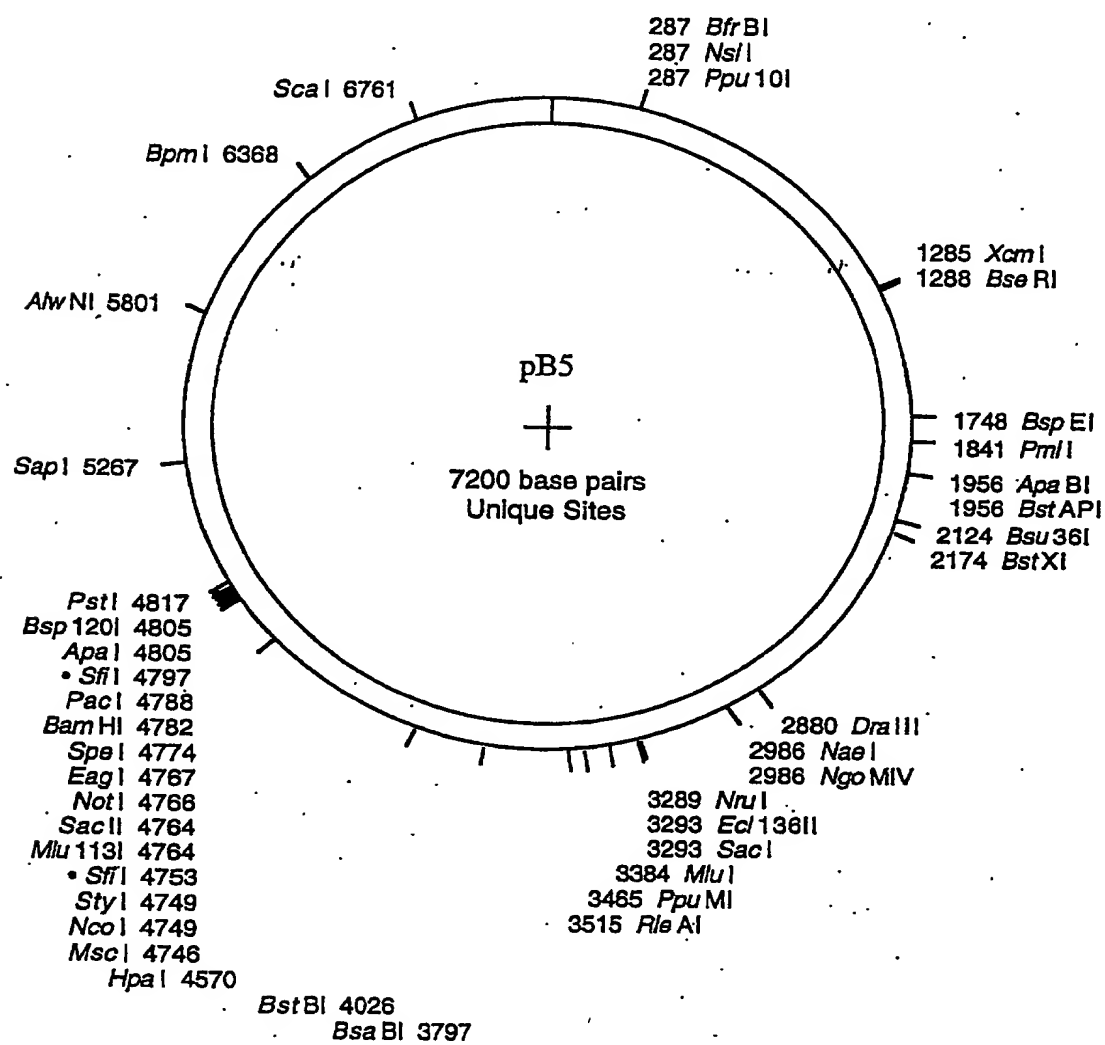 287 BfrBI
287 NsiI
287 Ppu10I
ScaI 6761
BpmI 6368
1285 XcmI
1288 BseRI
AlwNI 5801
pB5
7200 base pairs
Unique Sites
1748 BspEI
1841 PmlI
1956 ApaBI
1956 BstAPI
2124 Bsu36I
2174 BstXI
SapI 5267
2880 DraIII
2986 NaeI
2986 NgoMIV
3289 NruI
3293 Ecl136II
3293 SacI
3384 MluI
3465 PpuMI
3515 RleAI
PstI 4817
Bsp120I 4805
ApaI 4805
• SfiI 4797
PacI 4788
BamHI 4782
SpeI 4774
EagI 4767
NotI 4766
SacII 4764
Mlu113I 4764
• SfiI 4753
StyI 4749
NcoI 4749
MscI 4746
HpaI 4570
BstBI 4026
BsaBI 3797